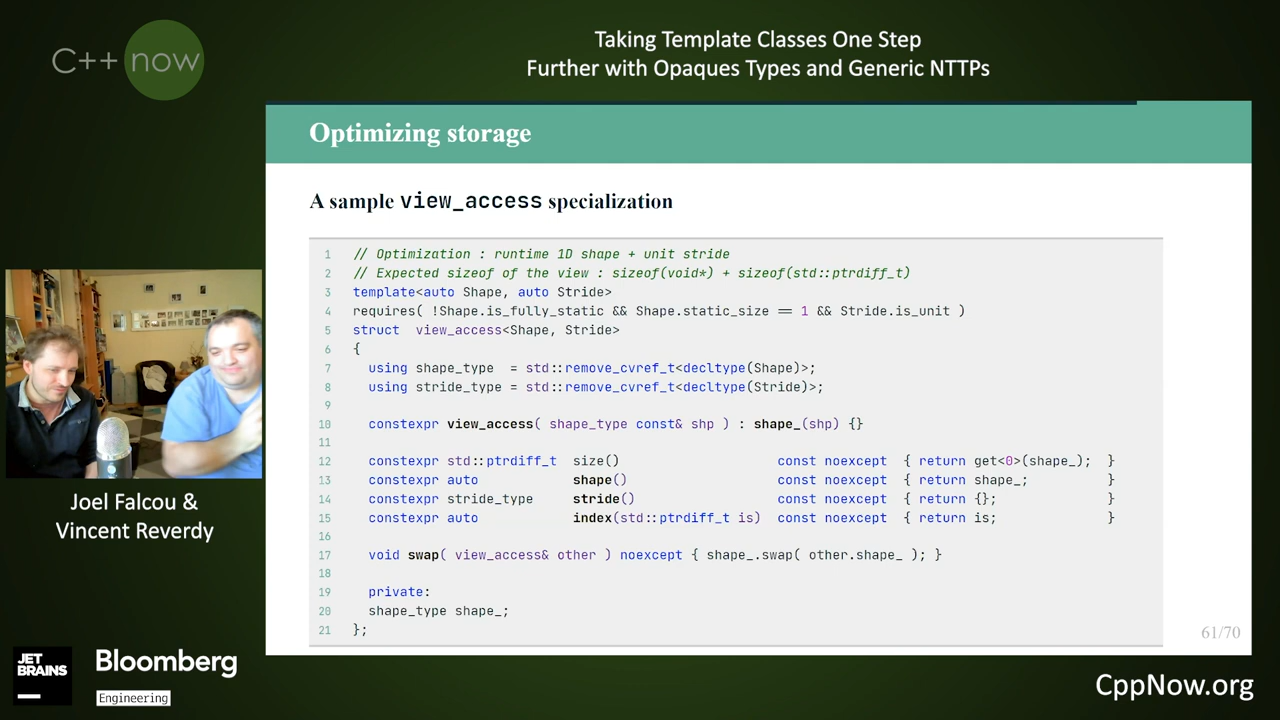 C++ now
Taking Template Classes One Step
Further with Opaques Types and Generic NTTPs
Optimizing storage
A sample view_access specialization
1 // Optimization : runtime 1D shape + unit stride
2 // Expected sizeof of the view : sizeof(void*) + sizeof(std::ptrdiff_t)
3 template<auto Shape, auto Stride>
4 requires( !Shape.is_fully_static && Shape.static_size == 1 && Stride.is_unit )
5 struct view_access<Shape, Stride>
6 {
7 using shape_type = std::remove_cvref_t<decltype(Shape)>;
8 using stride_type = std::remove_cvref_t<decltype(Stride)>;
9
10 constexpr view_access( shape_type const& shp ) : shape_(shp) {}
11
12 constexpr std::ptrdiff_t size() const noexcept { return get<0>(shape_); }
13 constexpr auto shape() const noexcept { return shape_; }
14 constexpr stride_type stride() const noexcept { return {}; }
15 constexpr auto index(std::ptrdiff_t is) const noexcept { return is; }
16
17 void swap( view_access& other ) noexcept { shape_.swap( other.shape_ ); }
18
19 private:
20 shape_type shape_;
21 };
61/70
Joel Falcou &
Vincent Reverdy
JET
BRAINS
Bloomberg
Engineering
CppNow.org